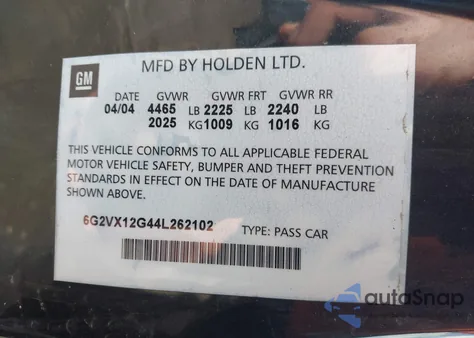 GM
MFD BY HOLDEN LTD.
DATE GVWR GVWR FRT GVWR RR
04/04 4465 LB 2225 LB 2240 LB
2025 KG 1009 KG 1016 KG
THIS VEHICLE CONFORMS TO ALL APPLICABLE FEDERAL
MOTOR VEHICLE SAFETY, BUMPER AND THEFT PREVENTION
STANDARDS IN EFFECT ON THE DATE OF MANUFACTURE
SHOWN ABOVE.
6G2VX12G44L262102 TYPE: PASS CAR
autoSnap